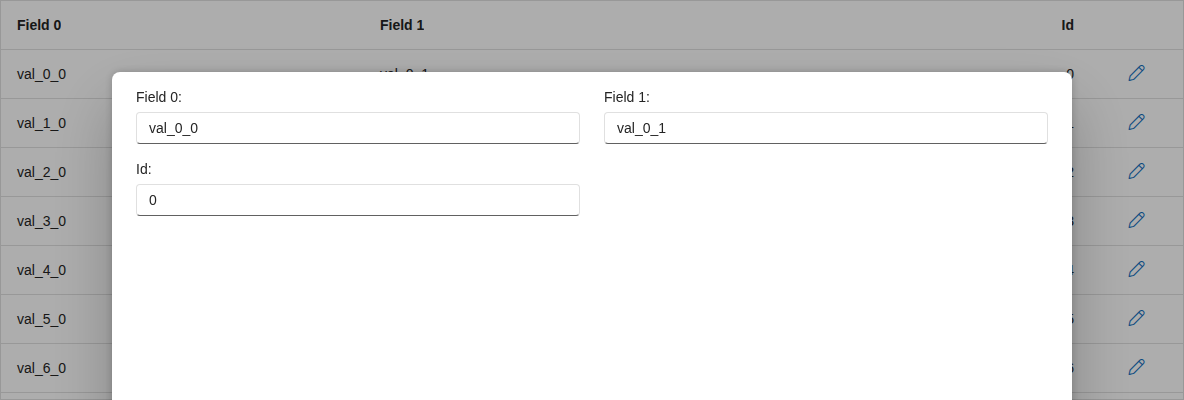 Field 0 Field 1 Id
val_0_0
Field 0: Field 1:
val_1_0
val_0_0 val_0_1
Id:
val_2_0
0
val_3_0
val_4_0
val_5_0
val_6_0